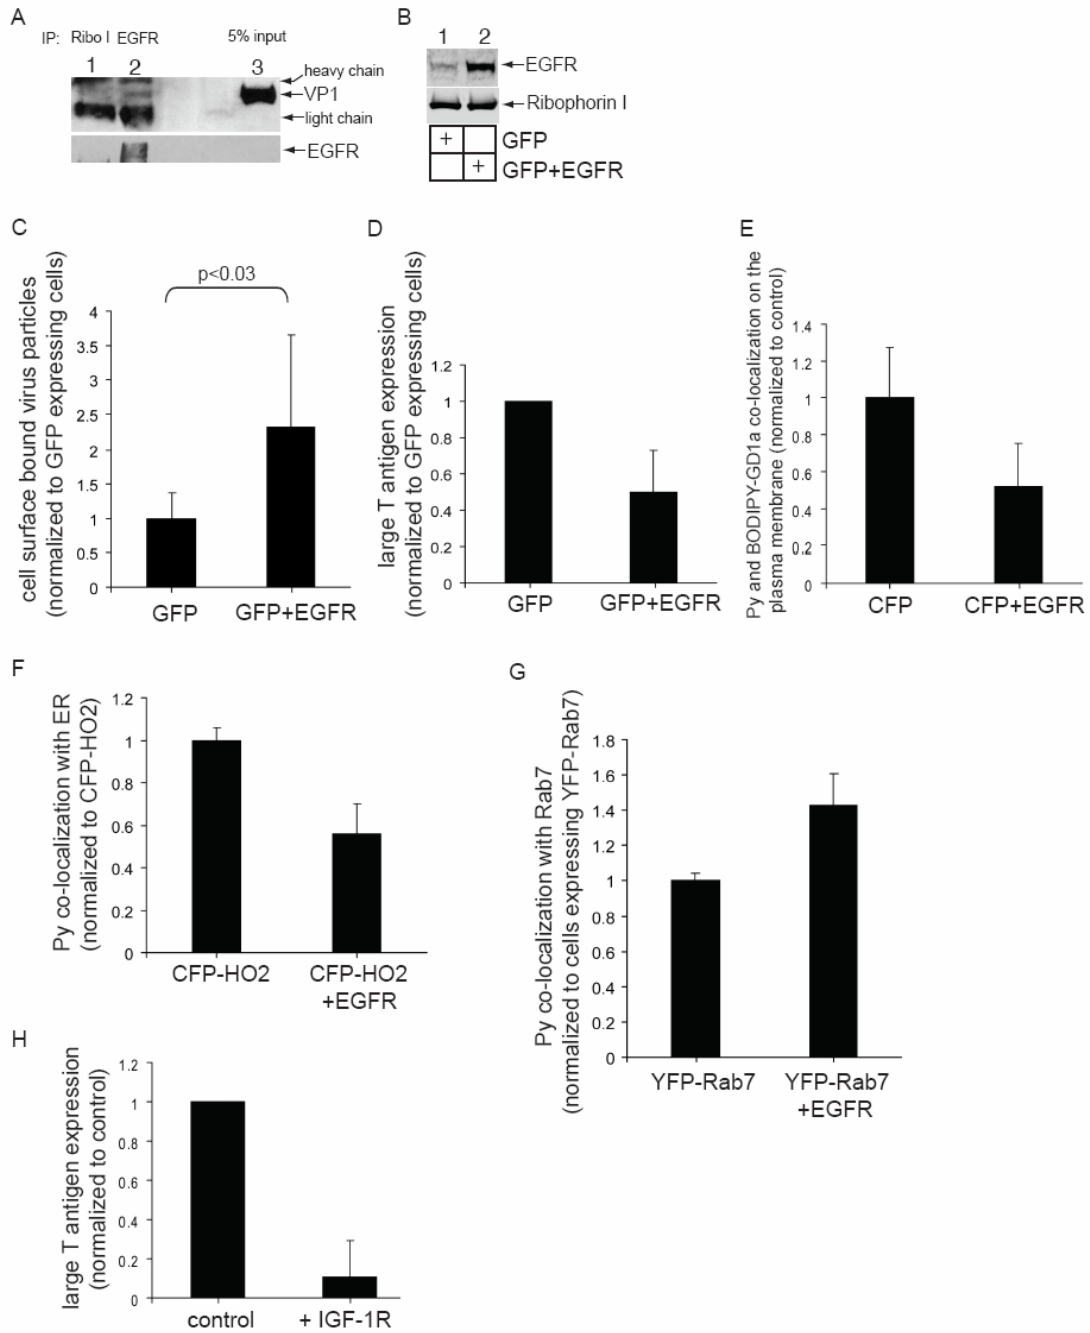 A
IP: Ribo I EGFR 5% input
1 2 3
heavy chain
VP1
light chain
EGFR
B
1 2
EGFR
Ribophorin I
+ GFP
+ GFP+EGFR
C
cell surface bound virus particles
(normalized to GFP expressing cells)
p<0.03
4
3.5
3
2.5
2
1.5
1
0.5
0
GFP GFP+EGFR
D
large T antigen expression
(normalized to GFP expressing cells)
1.2
1
0.8
0.6
0.4
0.2
0
GFP GFP+EGFR
E
Py and BODIPY-GD1a co-localization on the
plasma membrane (normalized to control)
1.4
1.2
1
0.8
0.6
0.4
0.2
0
CFP CFP+EGFR
F
Py co-localization with ER
(normalized to CFP-HO2)
1.2
1
0.8
0.6
0.4
0.2
0
CFP-HO2 CFP-HO2
+EGFR
G
Py co-localization with Rab7
(normalized to cells expressing YFP-Rab7)
1.8
1.6
1.4
1.2
1
0.8
0.6
0.4
0.2
0
YFP-Rab7 YFP-Rab7
+EGFR
H
large T antigen expression
(normalized to control)
1.2
1
0.8
0.6
0.4
0.2
0
control + IGF-1R